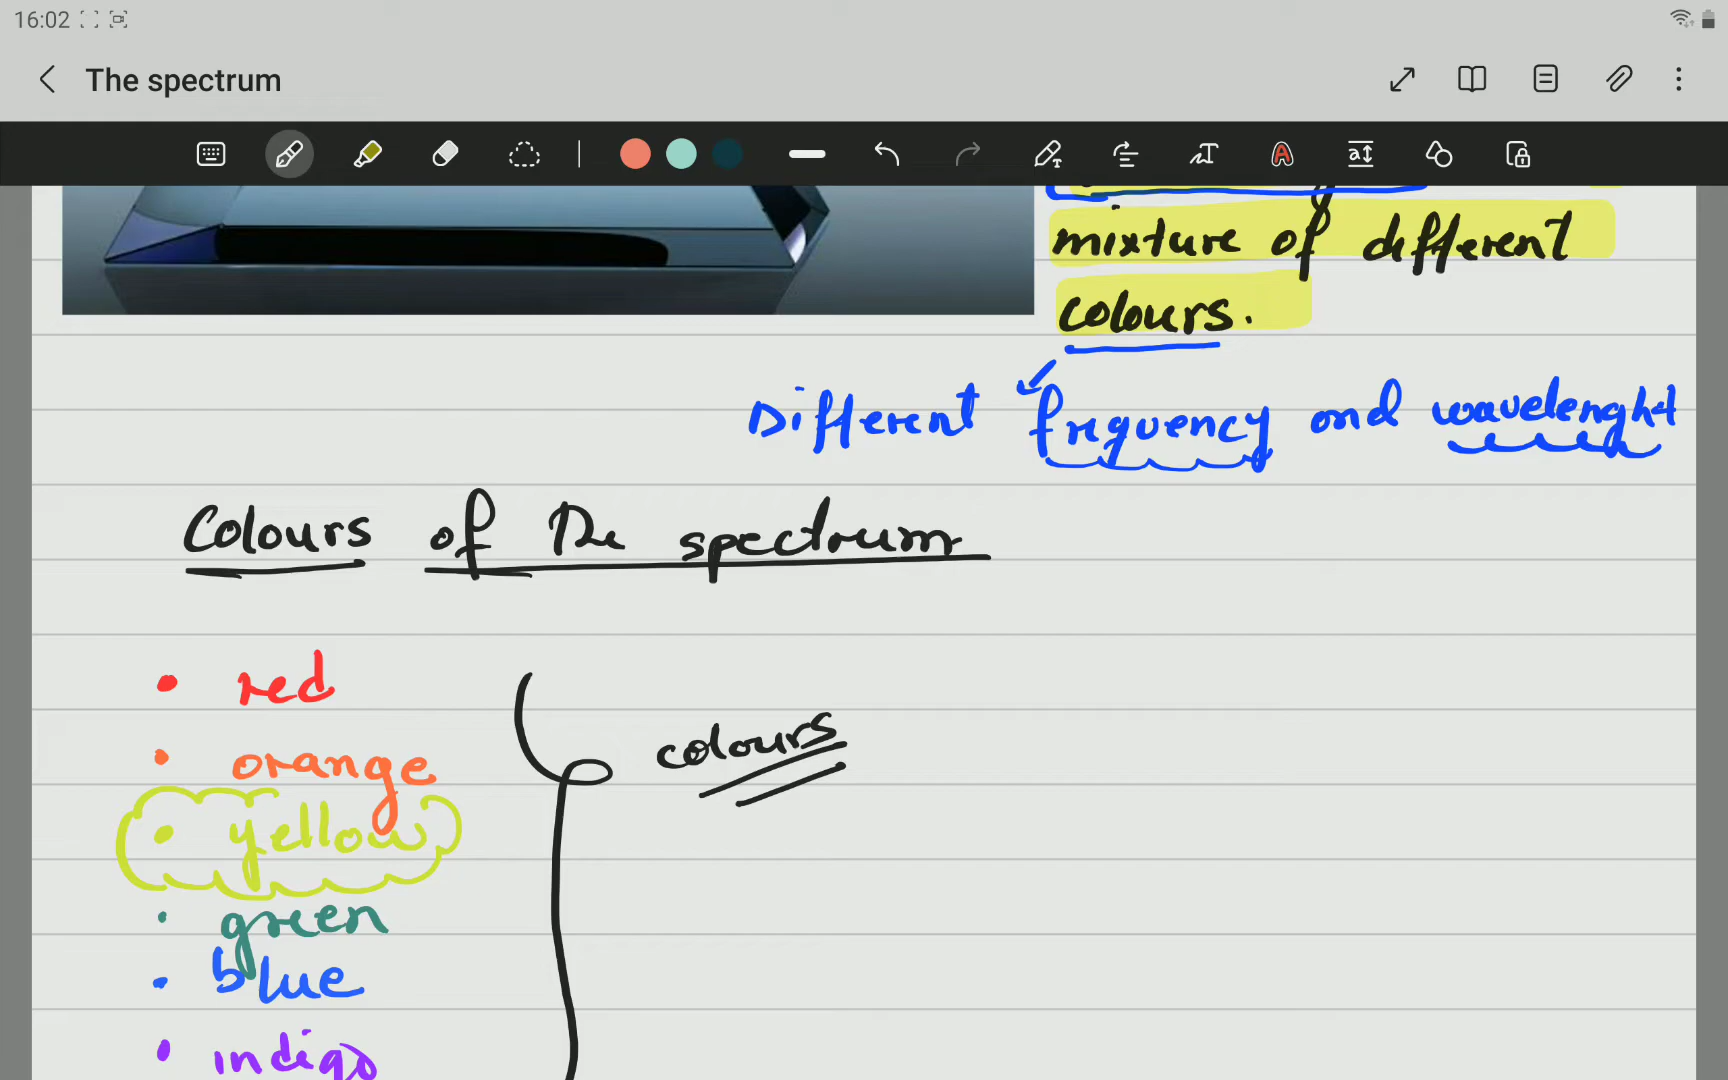 16:02
The spectrum
mixture of different
colours.
Different frequency and wavelenght
Colours of the spectrum
• red
• orange
• yellow
• green
• blue
• indigo
colours